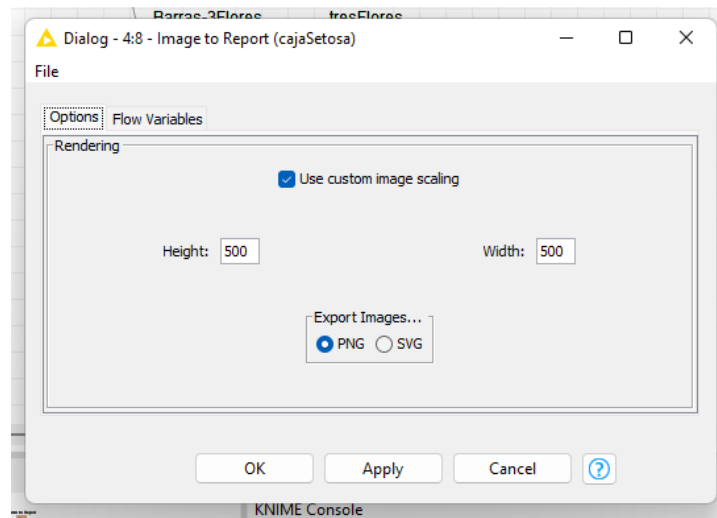 Barras-3Flores tresFlores
Dialog - 4:8 - Image to Report (cajaSetosa)
File
Options Flow Variables
Rendering
Use custom image scaling
Height: 500 Width: 500
Export Images...
PNG SVG
OK Apply Cancel ?
KNIME Console